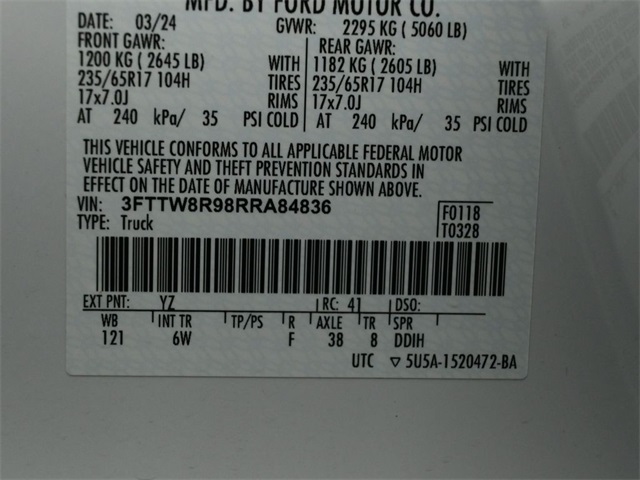 MFD. BY FORD MOTOR CO.
DATE: 03/24 GVWR: 2295 KG ( 5060 LB)
FRONT GAWR: REAR GAWR:
1200 KG ( 2645 LB) WITH 1182 KG ( 2605 LB) WITH
235/65R17 104H TIRES 235/65R17 104H TIRES
17x7.0J RIMS 17x7.0J RIMS
AT 240 kPa/ 35 PSI COLD AT 240 kPa/ 35 PSI COLD
THIS VEHICLE CONFORMS TO ALL APPLICABLE FEDERAL MOTOR
VEHICLE SAFETY AND THEFT PREVENTION STANDARDS IN
EFFECT ON THE DATE OF MANUFACTURE SHOWN ABOVE.
VIN: 3FTTW8R98RRA84836 F0118
TYPE: Truck T0328
EXT PNT: YZ RC: 41 DSO:
WB INT TR TP/PS R AXLE TR SPR
121 6W F 38 8 DDIH
UTC ▽ 5U5A-1520472-BA